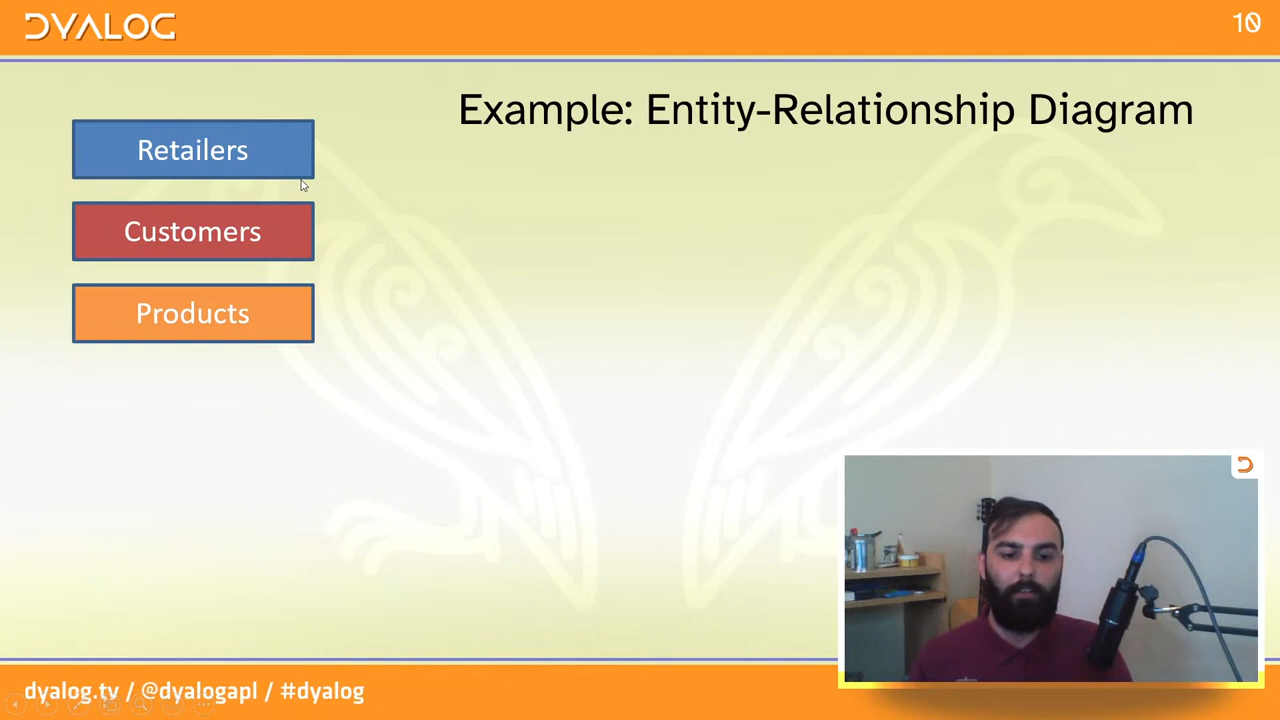 DYALOG
10
Example: Entity-Relationship Diagram
Retailers
Customers
Products
dyalog.tv / @dyalogapl / #dyalog